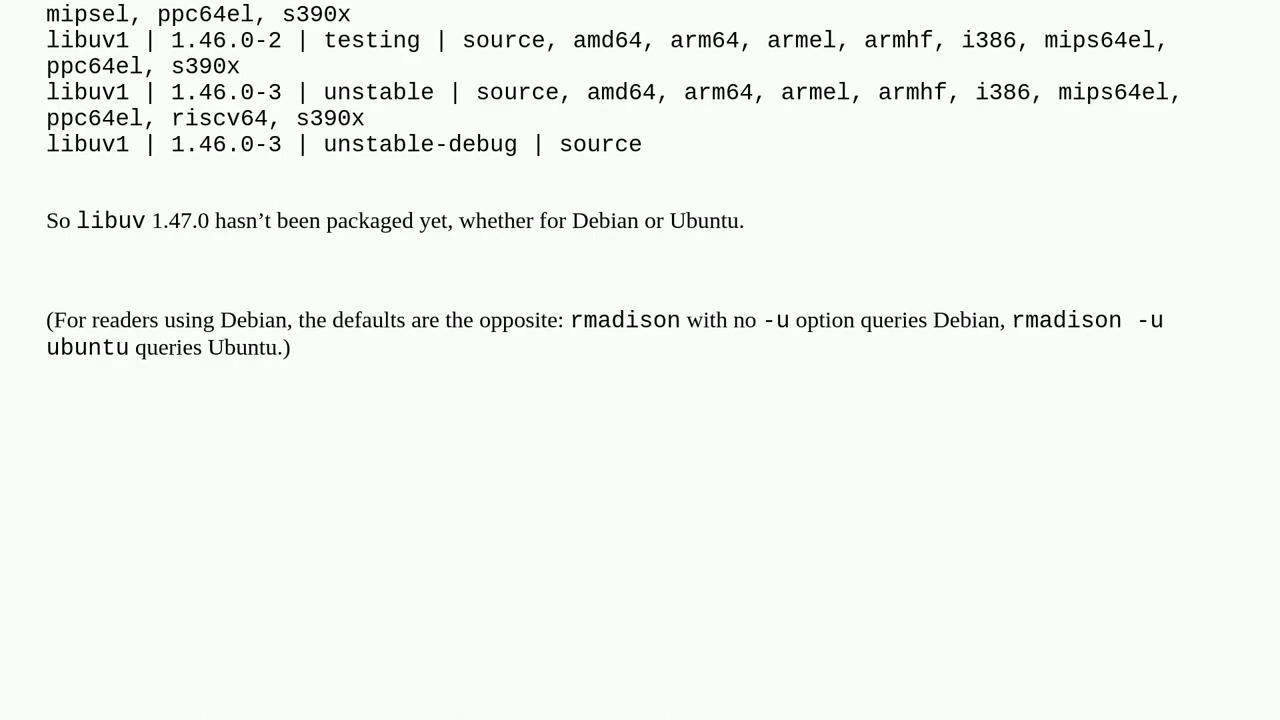 mipsel, ppc64el, s390x
libuv1 | 1.46.0-2 | testing | source, amd64, arm64, armel, armhf, i386, mips64el,
ppc64el, s390x
libuv1 | 1.46.0-3 | unstable | source, amd64, arm64, armel, armhf, i386, mips64el,
ppc64el, riscv64, s390x
libuv1 | 1.46.0-3 | unstable-debug | source
So libuv 1.47.0 hasn’t been packaged yet, whether for Debian or Ubuntu.
(For readers using Debian, the defaults are the opposite: rmadison with no -u option queries Debian, rmadison -u
ubuntu queries Ubuntu.)